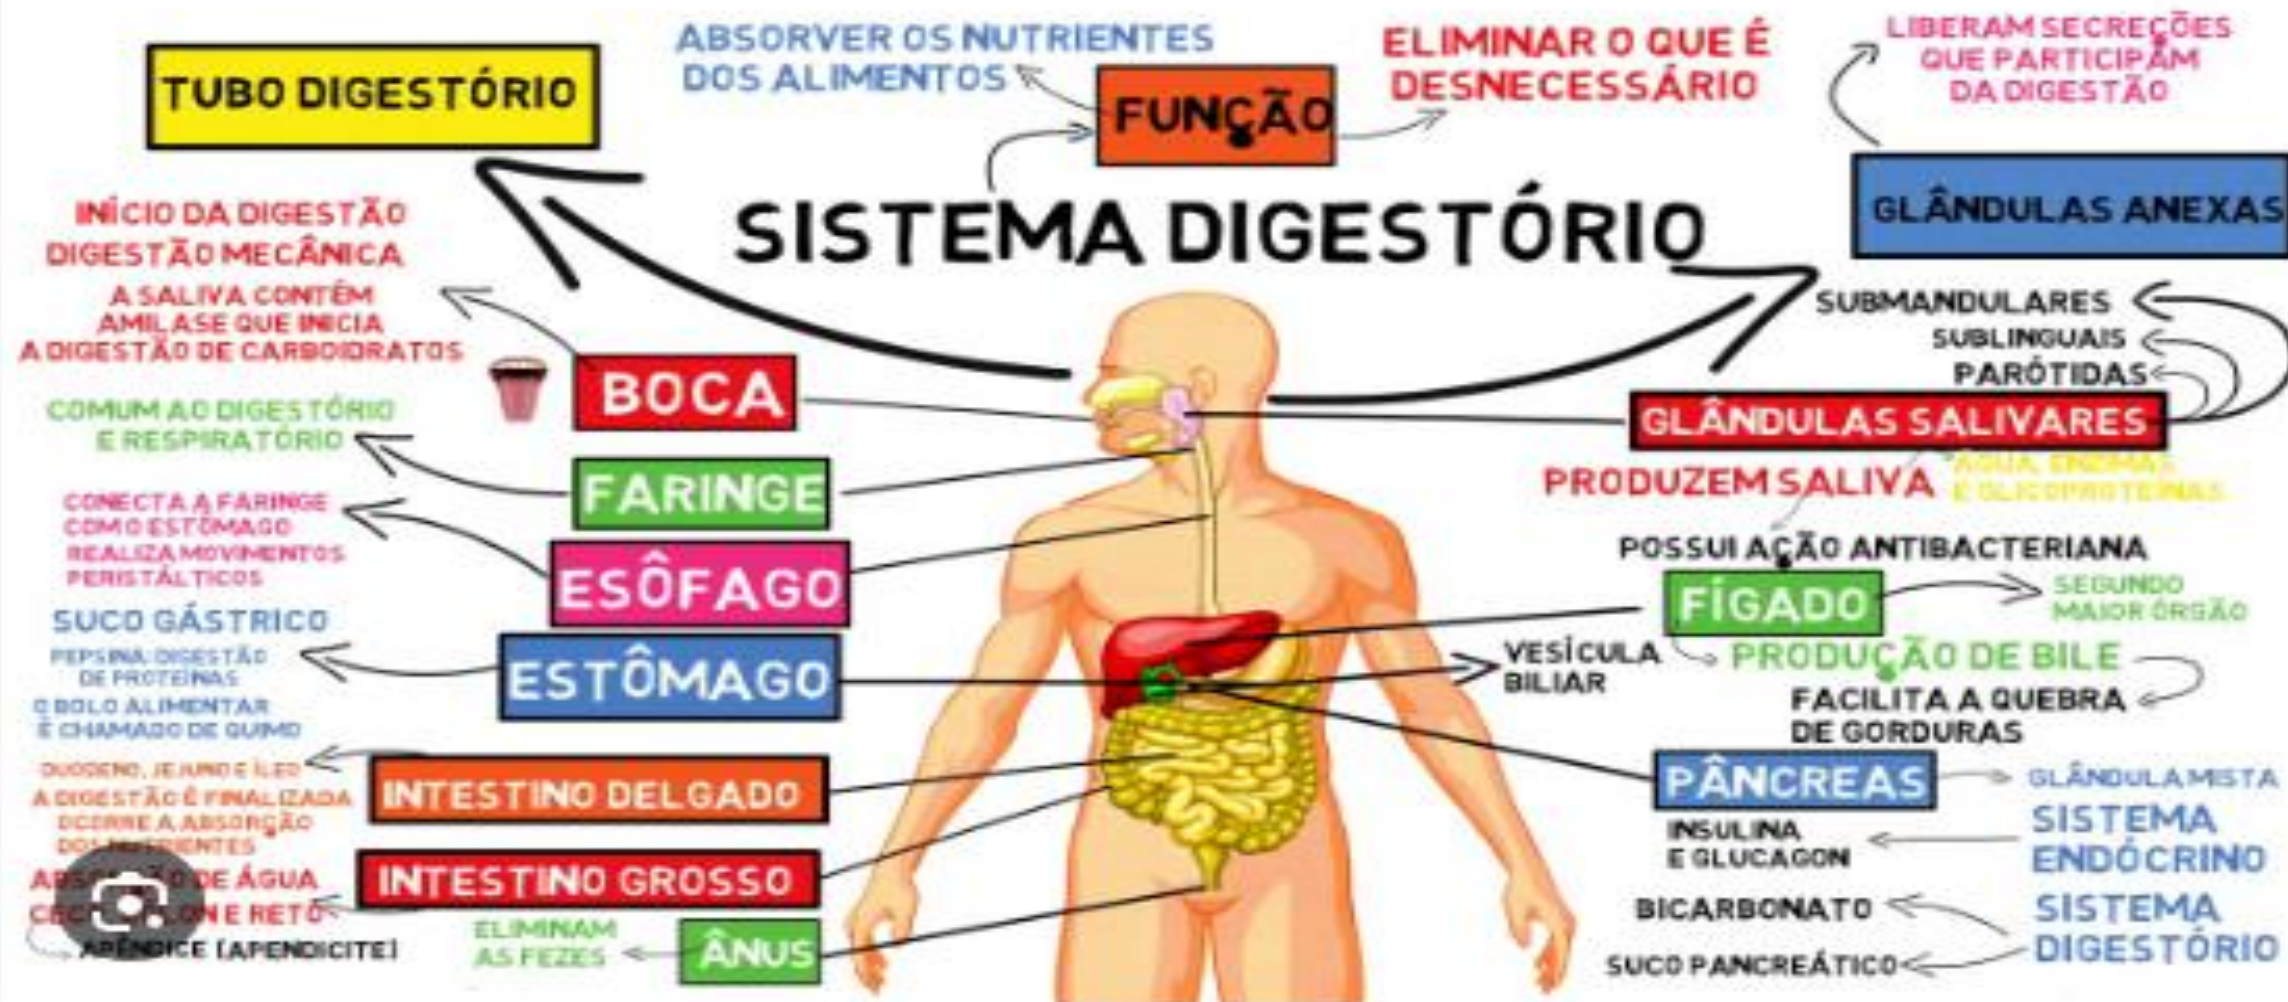 TUBO DIGESTÓRIO
ABSORVER OS NUTRIENTES
DOS ALIMENTOS
FUNÇÃO
ELIMINAR O QUE É
DESNECESSÁRIO
LIBERAM SECREÇÕES
QUE PARTICIPAM
DA DIGESTÃO
GLÂNDULAS ANEXAS
SISTEMA DIGESTÓRIO
INÍCIO DA DIGESTÃO
DIGESTÃO MECÂNICA
A SALIVA CONTÉM
AMILASE QUE INICIA
A DIGESTÃO DE CARBOIDRATOS
BOCA
COMUM AO DIGESTÓRIO
E RESPIRATÓRIO
FARINGE
CONECTA A FARINGE
COM O ESTÔMAGO
REALIZA MOVIMENTOS
PERISTÁLTICOS
ESÔFAGO
SUCO GÁSTRICO
PEPSINA: DIGESTÃO
DE PROTEÍNAS
O BOLO ALIMENTAR
É CHAMADO DE QUIMO
ESTÔMAGO
DUODENO, JEJUNO E ÍLEO
A DIGESTÃO É FINALIZADA
OCORRE A ABSORÇÃO
DOS NUTRIENTES
INTESTINO DELGADO
DE ÁGUA
E RETO
APÊNDICE [APENDICITE]
INTESTINO GROSSO
ELIMINAM
AS FEZES
ÂNUS
SUBMANDULARES
SUBLINGUAIS
PARÓTIDAS
GLÂNDULAS SALIVARES
PRODUZEM SALIVA
ÁGUA, ENZIMAS
E GLICOPROTEÍNAS
POSSUI AÇÃO ANTIBACTERIANA
FÍGADO
SEGUNDO
MAIOR ÓRGÃO
PRODUÇÃO DE BILE
FACILITA A QUEBRA
DE GORDURAS
VESÍCULA
BILIAR
PÂNCREAS
GLÂNDULA MISTA
SISTEMA
ENDÓCRINO
INSULINA
E GLUCAGON
SISTEMA
DIGESTÓRIO
BICARBONATO
SUCO PANCREÁTICO